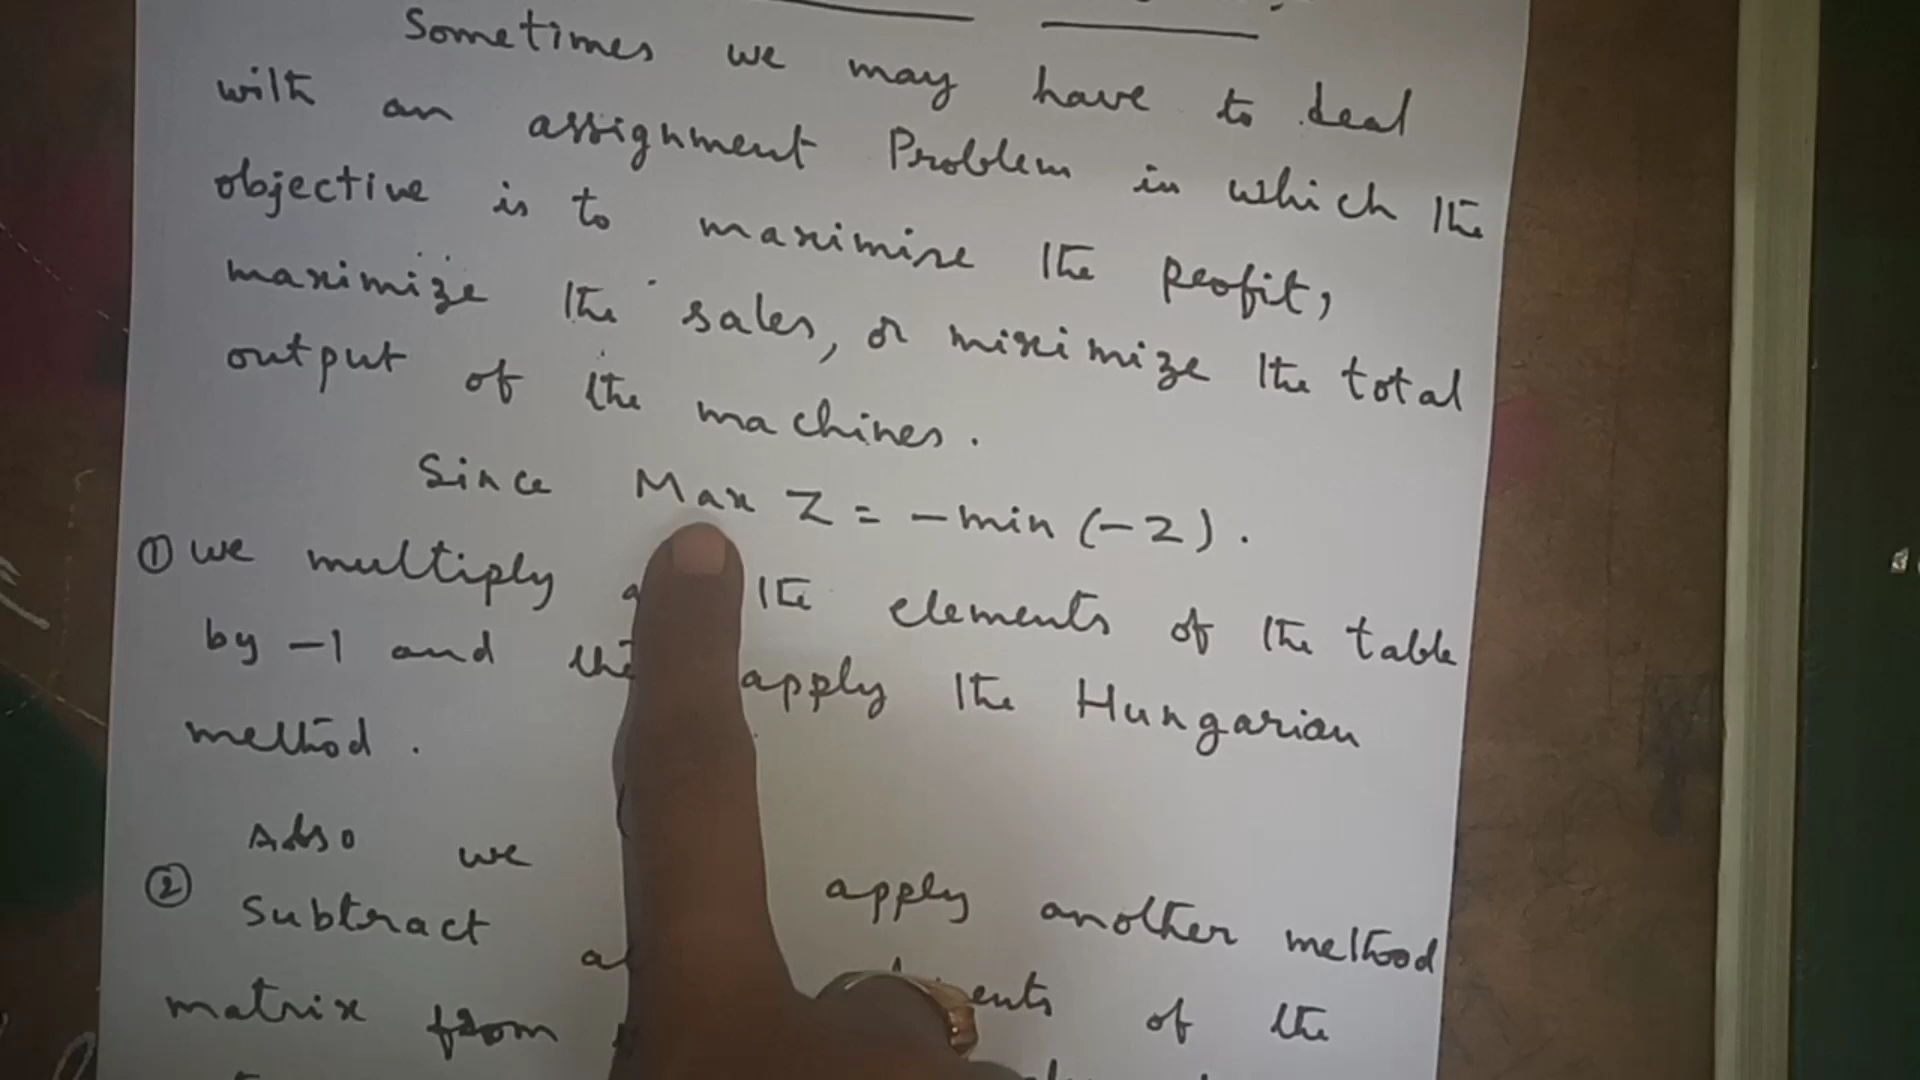 Sometimes we may have to deal
with an assignment Problem in which the
objective is to maximise the profit,
maximize the sales, or miximize the total
output of the machines.
Since Max Z = -min (-Z).
① we multiply the elements of the table
by -1 and apply the Hungarian
method.
Also we apply another method
② Subtract of the
matrix from